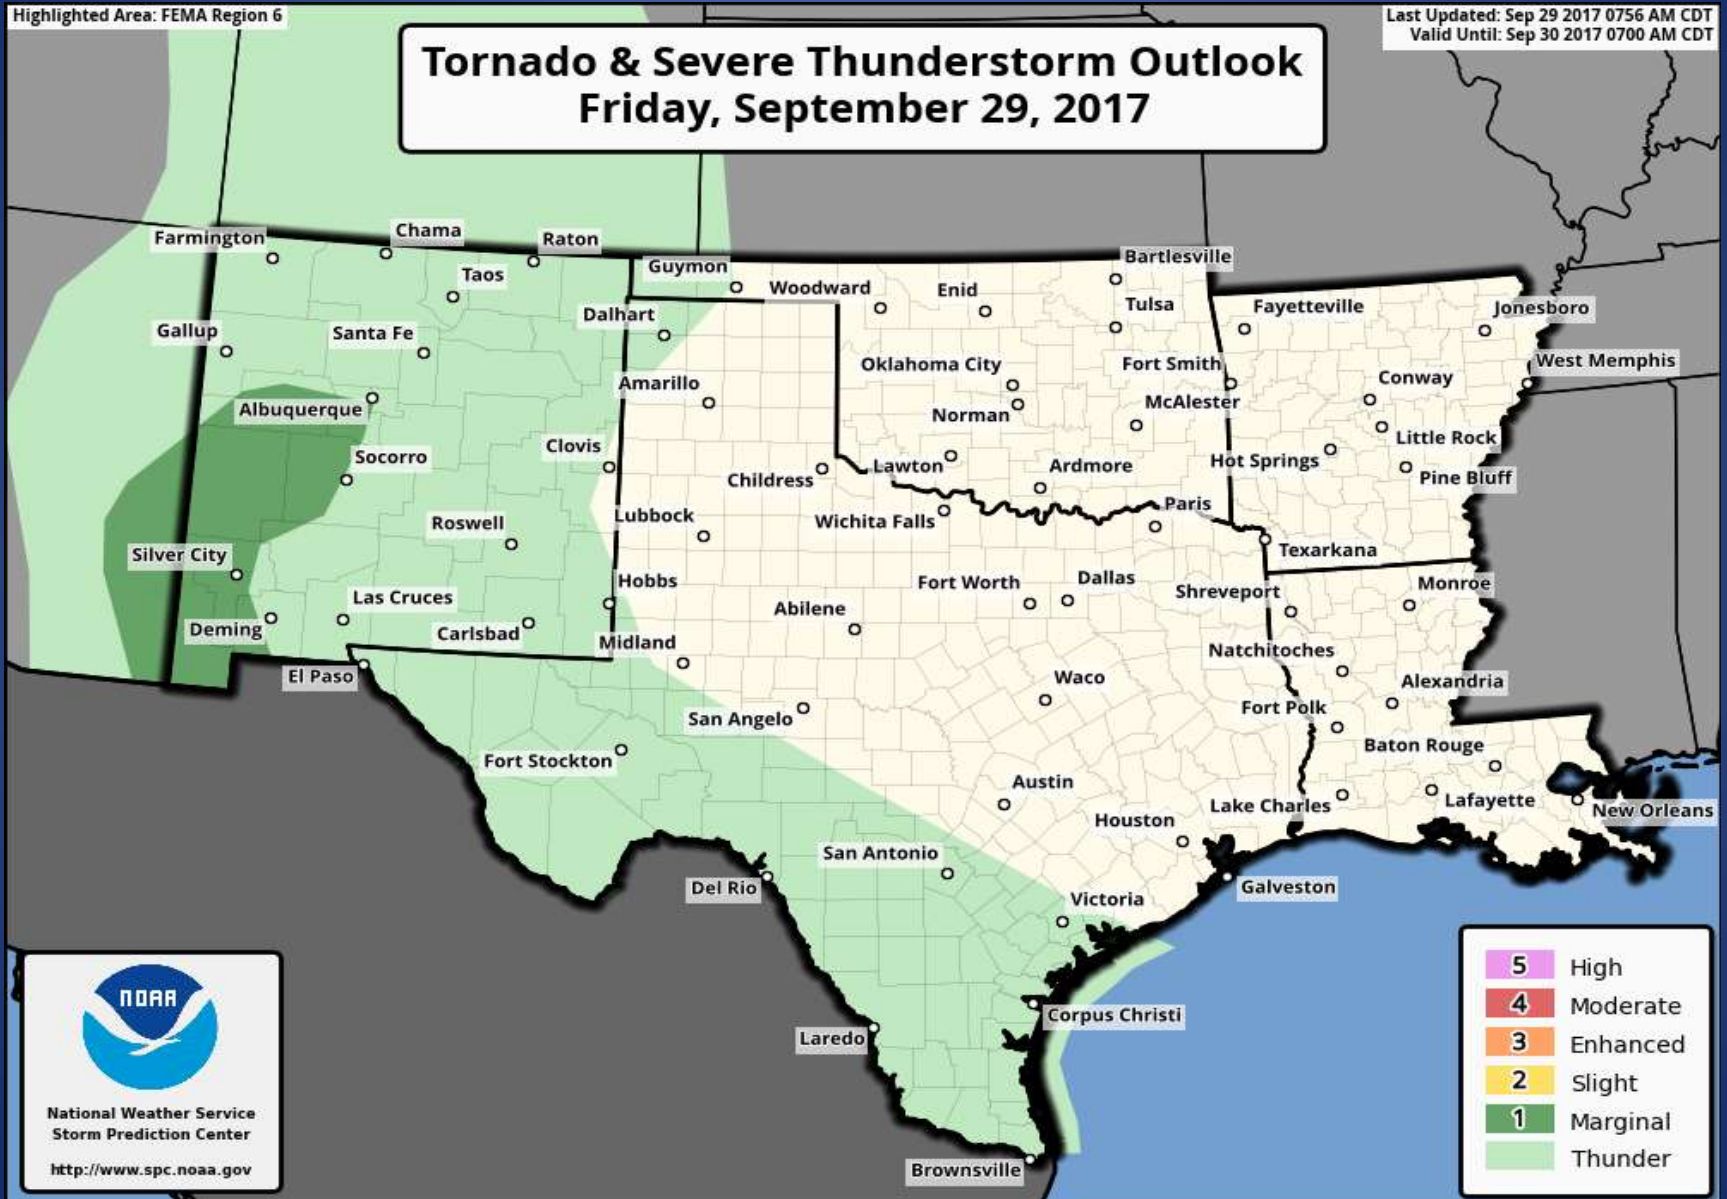 Highlighted Area: FEMA Region 6
Last Updated: Sep 29 2017 0756 AM CDT
Valid Until: Sep 30 2017 0700 AM CDT
Tornado & Severe Thunderstorm Outlook
Friday, September 29, 2017
Farmington
Chama
Raton
Taos
Guymon
Woodward
Enid
Bartlesville
Tulsa
Fayetteville
Jonesboro
Gallup
Santa Fe
Dalhart
Oklahoma City
Fort Smith
West Memphis
Albuquerque
Amarillo
Norman
McAlester
Conway
Socorro
Clovis
Childress
Lawton
Ardmore
Hot Springs
Little Rock
Pine Bluff
Roswell
Lubbock
Wichita Falls
Paris
Texarkana
Silver City
Hobbs
Fort Worth
Dallas
Shreveport
Monroe
Deming
Las Cruces
Carlsbad
Midland
Abilene
Natchitoches
El Paso
San Angelo
Waco
Fort Polk
Alexandria
Fort Stockton
Austin
Baton Rouge
Houston
Lake Charles
Lafayette
New Orleans
Del Rio
San Antonio
Victoria
Galveston
Laredo
Corpus Christi
Brownsville
NOAA
National Weather Service
Storm Prediction Center
http://www.spc.noaa.gov
5 High
4 Moderate
3 Enhanced
2 Slight
1 Marginal
Thunder